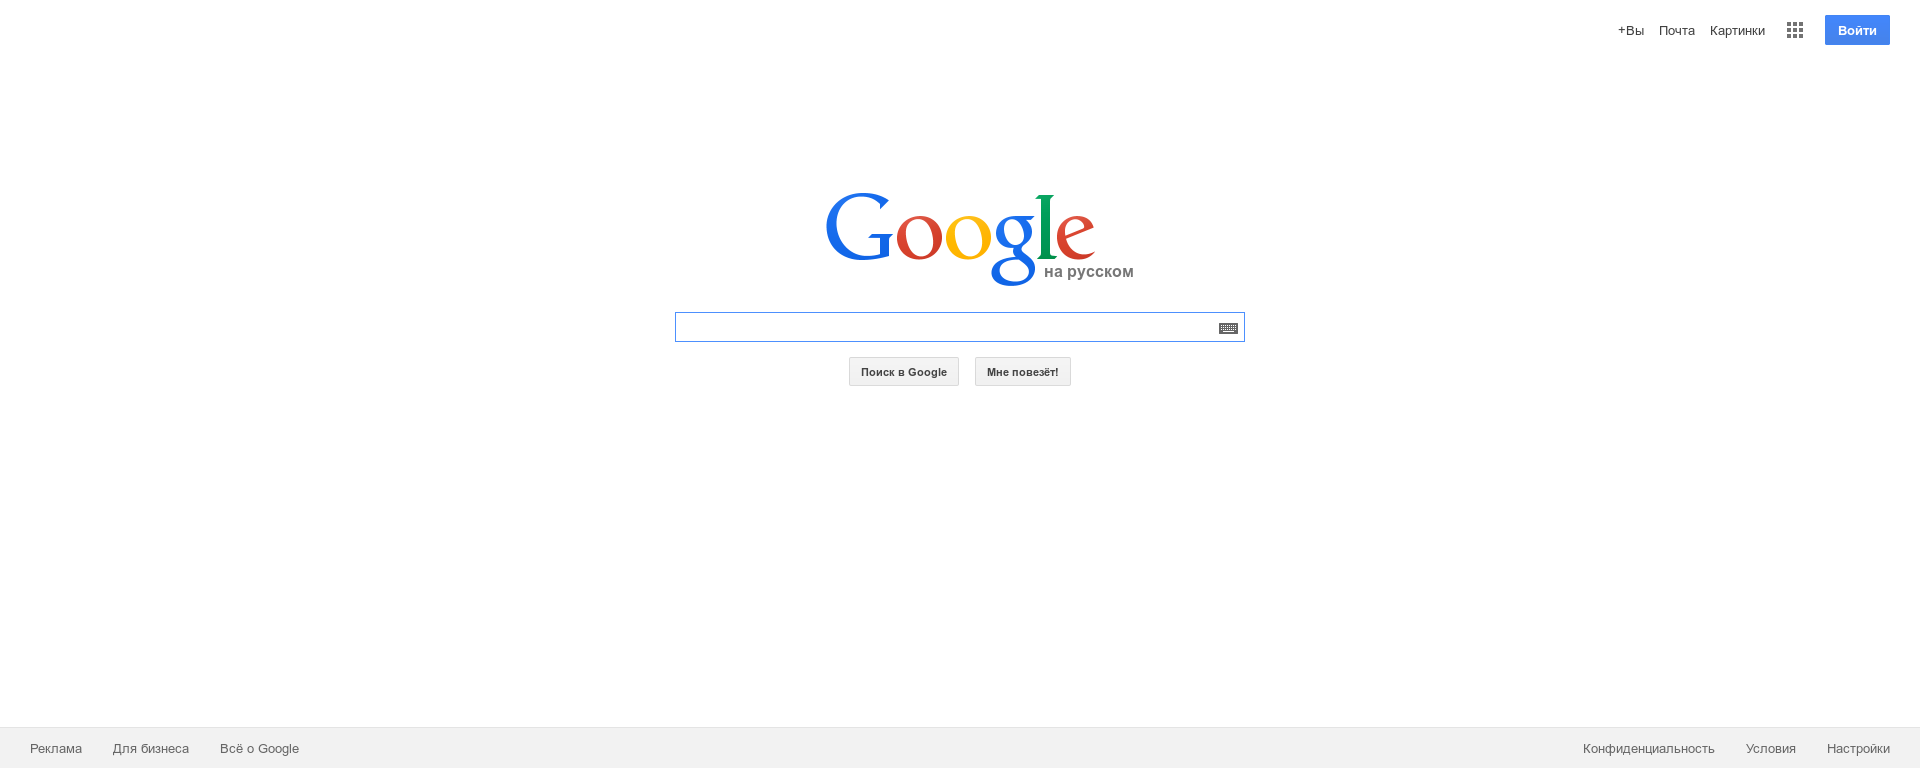 +Вы Почта Картинки Войти
Google
на русском
Поиск в Google Мне повезёт!
Реклама Для бизнеса Всё о Google Конфиденциальность Условия Настройки